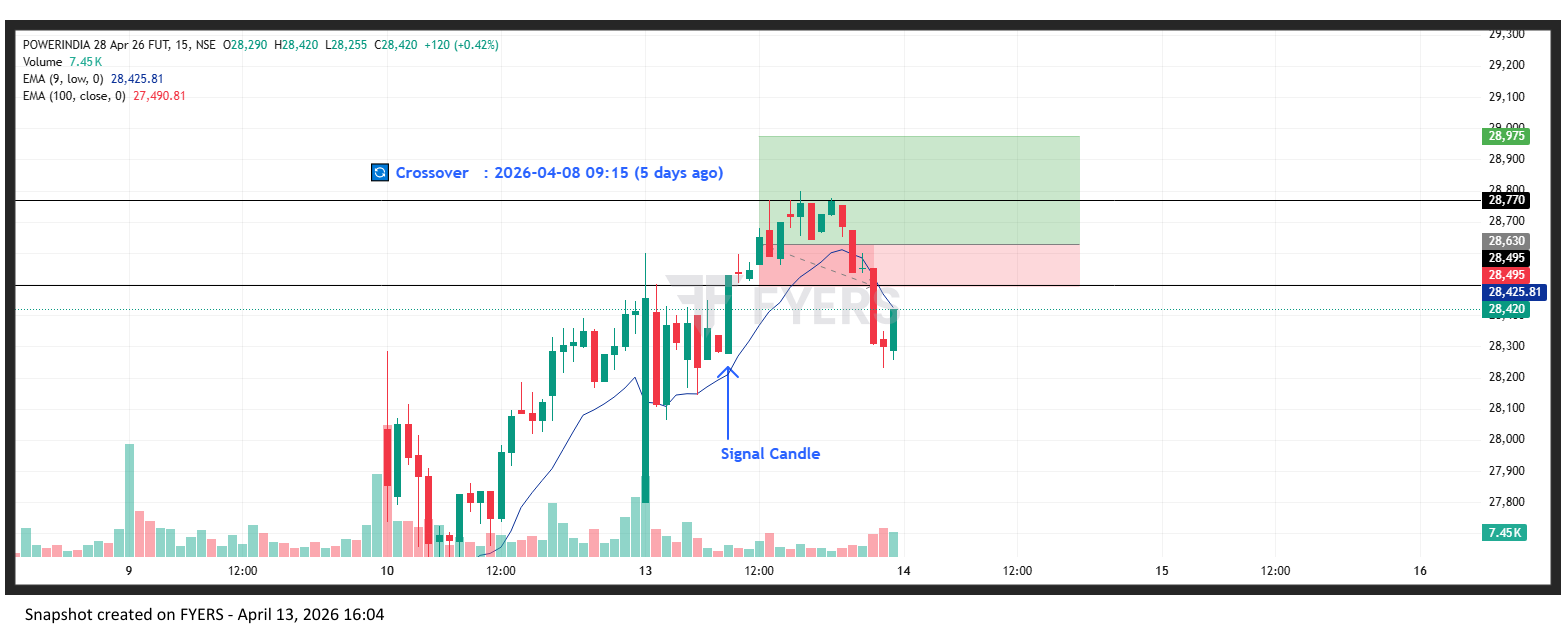 POWERINDIA 28 Apr 26 FUT, 15, NSE O28,290 H28,420 L28,255 C28,420 +120 (+0.42%)
Volume 7.45K
EMA (9, low, 0) 28,425.81
EMA (100, close, 0) 27,490.81
Crossover : 2026-04-08 09:15 (5 days ago)
FYERS
Signal Candle
29,300
29,200
29,100
29,000
28,975
28,900
28,800
28,770
28,700
28,630
28,495
28,495
28,425.81
28,420
28,300
28,200
28,100
28,000
27,900
27,800
7.45K
9 12:00 10 12:00 13 12:00 14 12:00 15 12:00 16
Snapshot created on FYERS - April 13, 2026 16:04